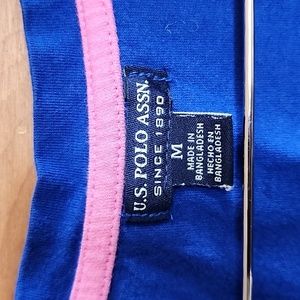 U.S. POLO ASSN.
SINCE 1890
M
MADE IN
BANGLADESH
HECHO EN
BANGLADESH